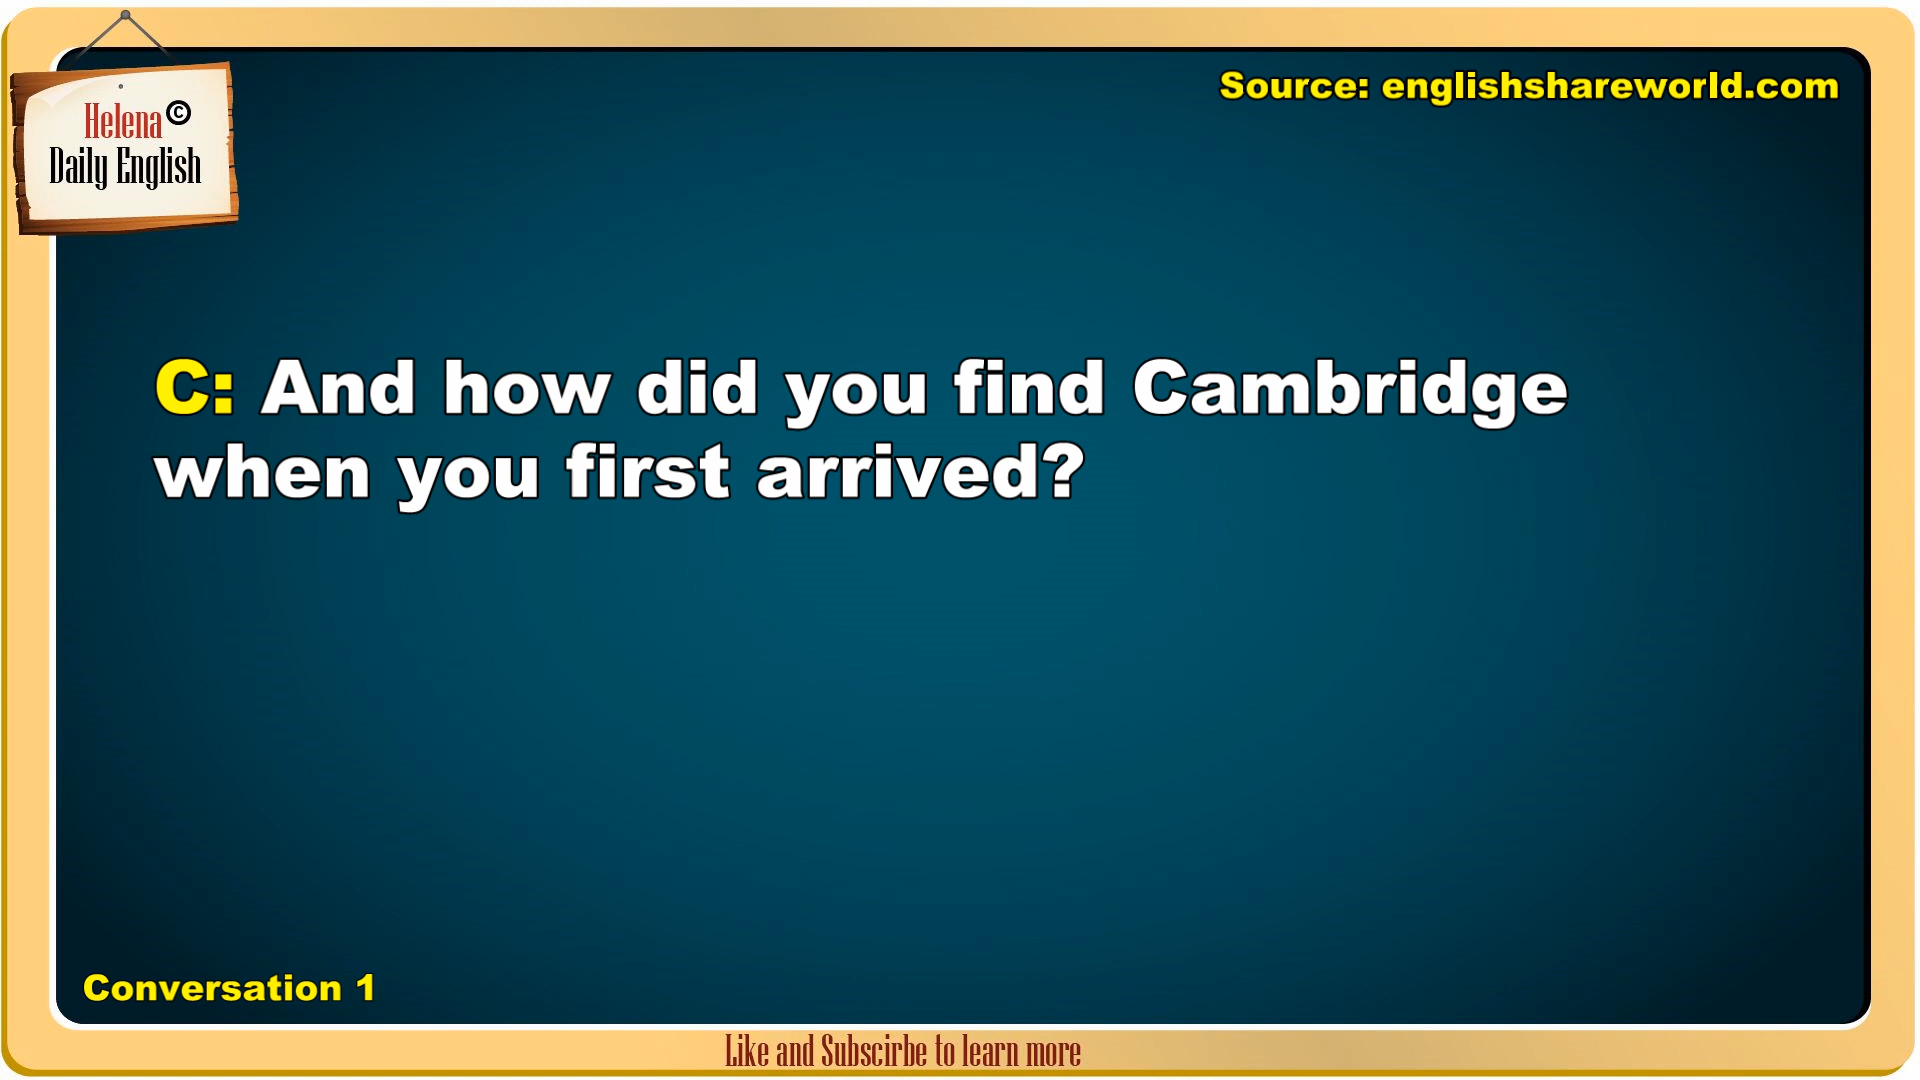 Source: englishshareworld.com
Helena©
Daily English
C: And how did you find Cambridge
when you first arrived?
Conversation 1
Like and Subscirbe to learn more